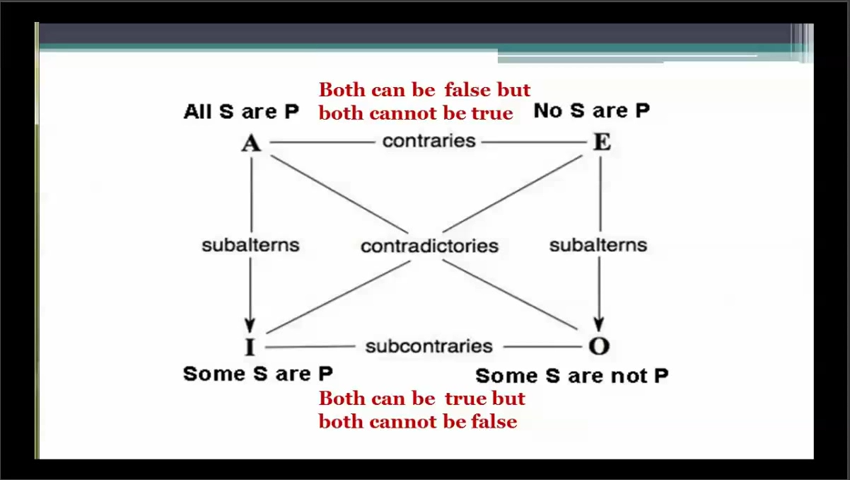 Both can be false but
both cannot be true
All S are P
No S are P
A
contraries
E
subalterns
contradictories
subalterns
I
subcontraries
O
Some S are P
Some S are not P
Both can be true but
both cannot be false